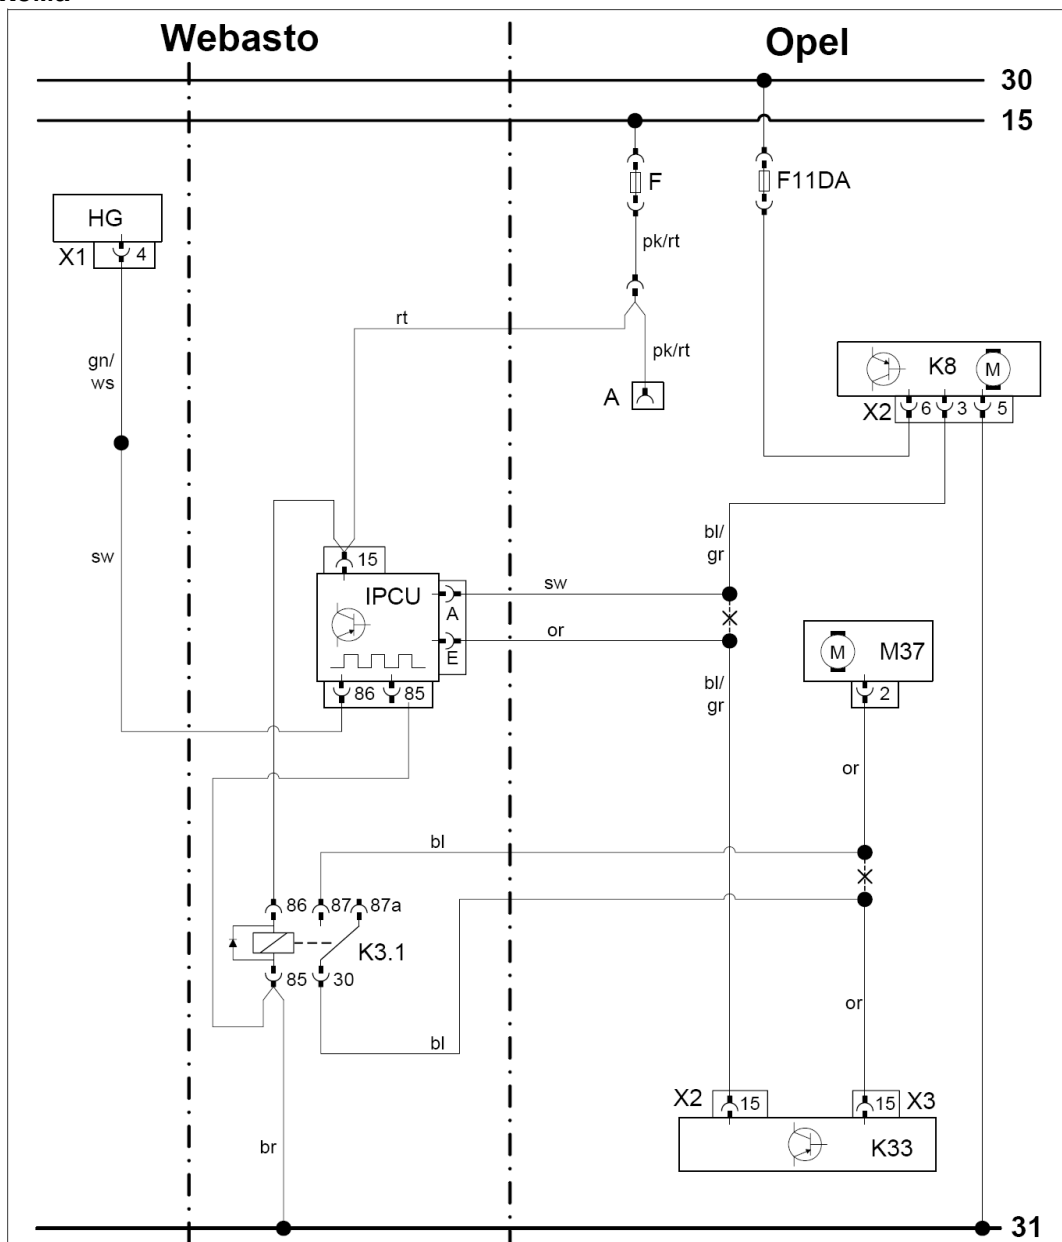 Webasto
Opel
30
15
F
F11DA
HG
X1
4
pk/rt
rt
gn/
ws
pk/rt
A
K8
M
X2
6
3
5
bl/
gr
sw
15
IPCU
sw
A
or
E
M
M37
bl/
gr
86
85
2
or
bl
86
87
87a
K3.1
85
30
or
bl
X2
15
15
X3
K33
br
31